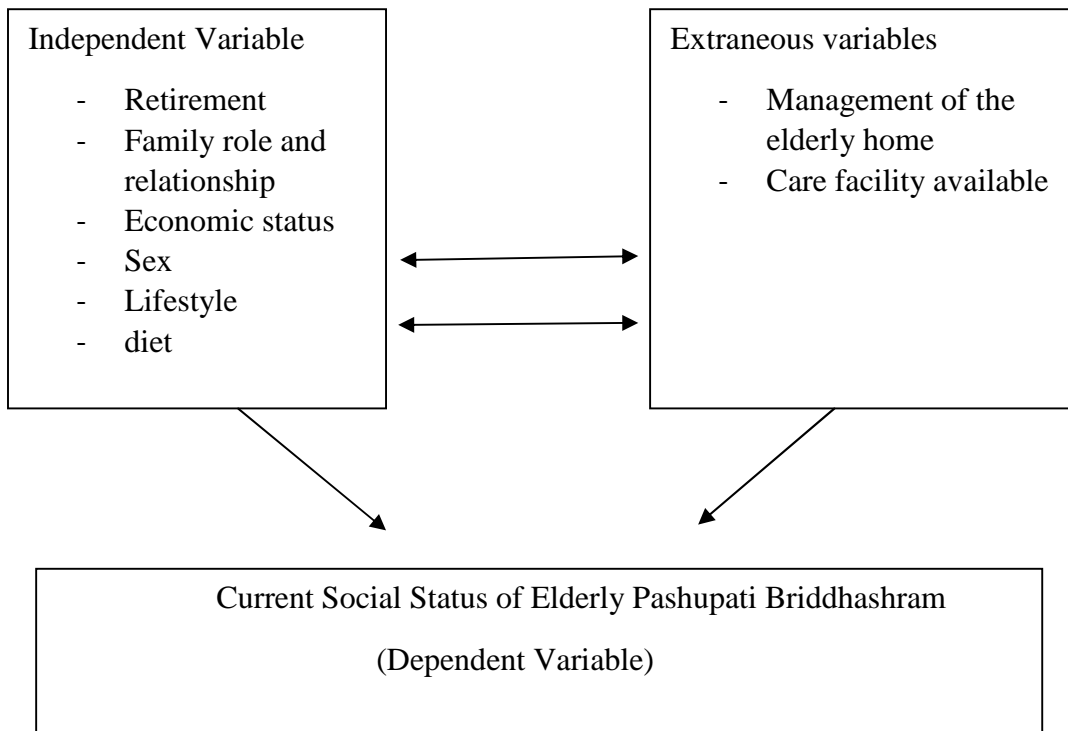 Independent Variable
- Retirement
- Family role and
relationship
- Economic status
- Sex
- Lifestyle
- diet
Extraneous variables
- Management of the
elderly home
- Care facility available
Current Social Status of Elderly Pashupati Briddhashram
(Dependent Variable)